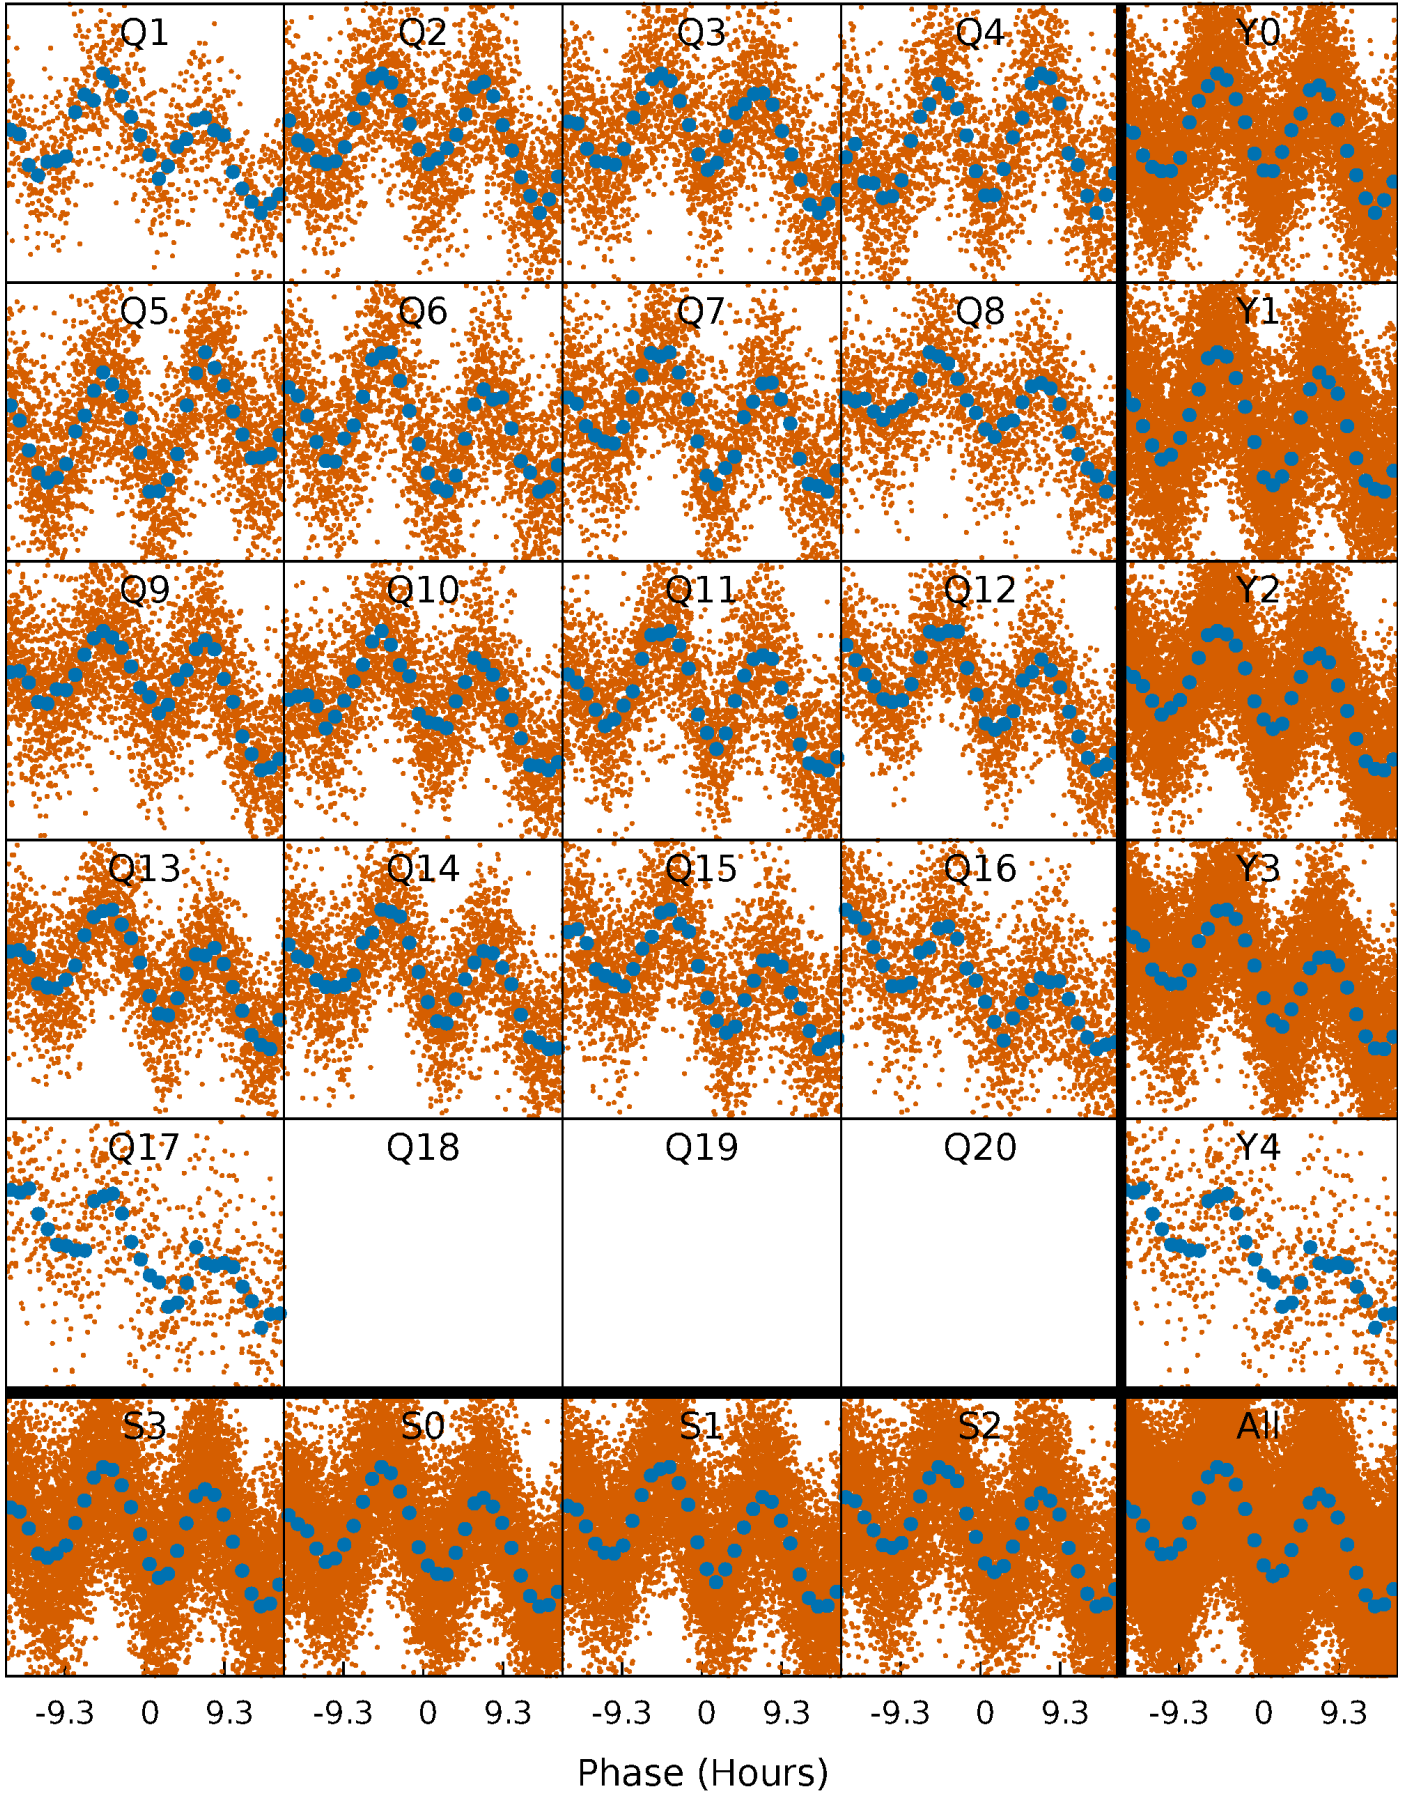 Q1 Q2 Q3 Q4 Y0
Q5 Q6 Q7 Q8 Y1
Q9 Q10 Q11 Q12 Y2
Q13 Q14 Q15 Q16 Y3
Q17 Q18 Q19 Q20 Y4
S3 S0 S1 S2 All
-9.3 0 9.3 -9.3 0 9.3 -9.3 0 9.3 -9.3 0 9.3 -9.3 0 9.3
Phase (Hours)